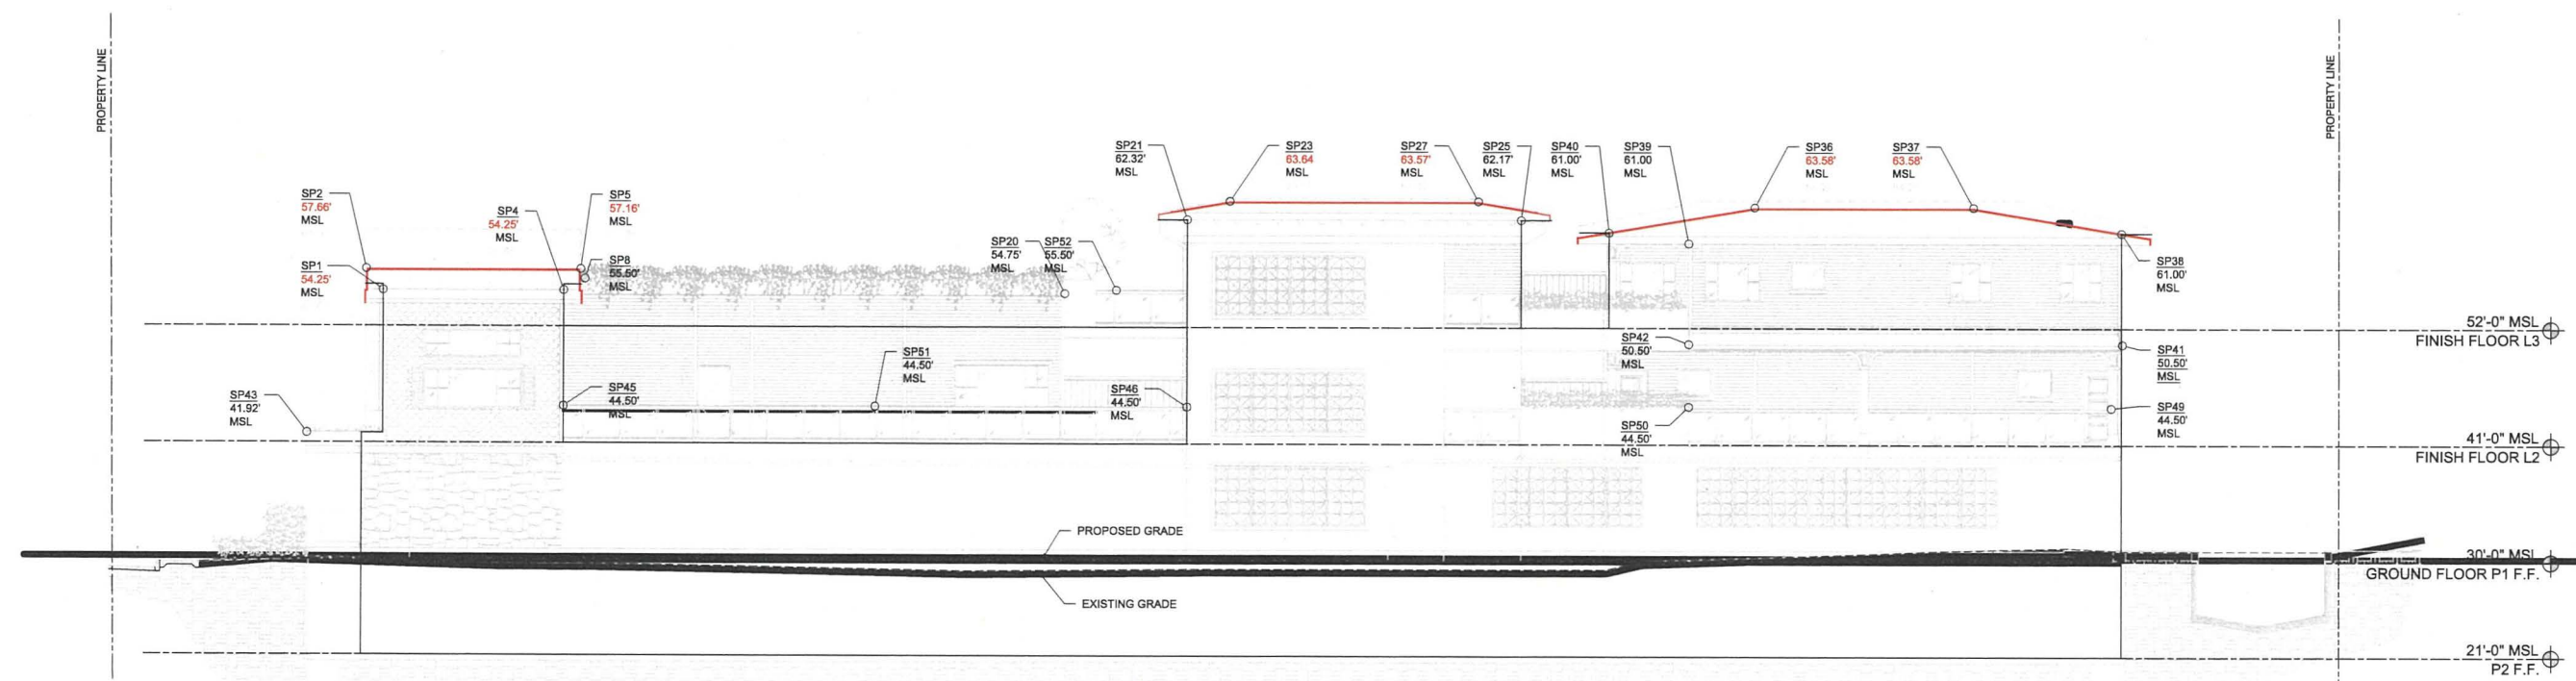 PROPERTY LINE
PROPERTY LINE
SP21
62.32'
MSL
SP23
63.64
MSL
SP27
63.57'
MSL
SP25
62.17'
MSL
SP40
61.00'
MSL
SP39
61.00
MSL
SP36
63.58'
MSL
SP37
63.58'
MSL
SP2
57.66'
MSL
SP4
54.25'
MSL
SP5
57.16'
MSL
SP20
54.75'
MSL
SP52
55.50'
MSL
SP1
54.25'
MSL
SP8
55.50'
MSL
SP38
61.00'
MSL
52'-0" MSL
FINISH FLOOR L3
SP51
44.50'
MSL
SP42
50.50'
MSL
SP41
50.50'
MSL
SP43
41.92'
MSL
SP45
44.50'
MSL
SP46
44.50'
MSL
SP50
44.50'
MSL
SP49
44.50'
MSL
41'-0" MSL
FINISH FLOOR L2
PROPOSED GRADE
30'-0" MSL
GROUND FLOOR P1 F.F.
EXISTING GRADE
21'-0" MSL
P2 F.F.